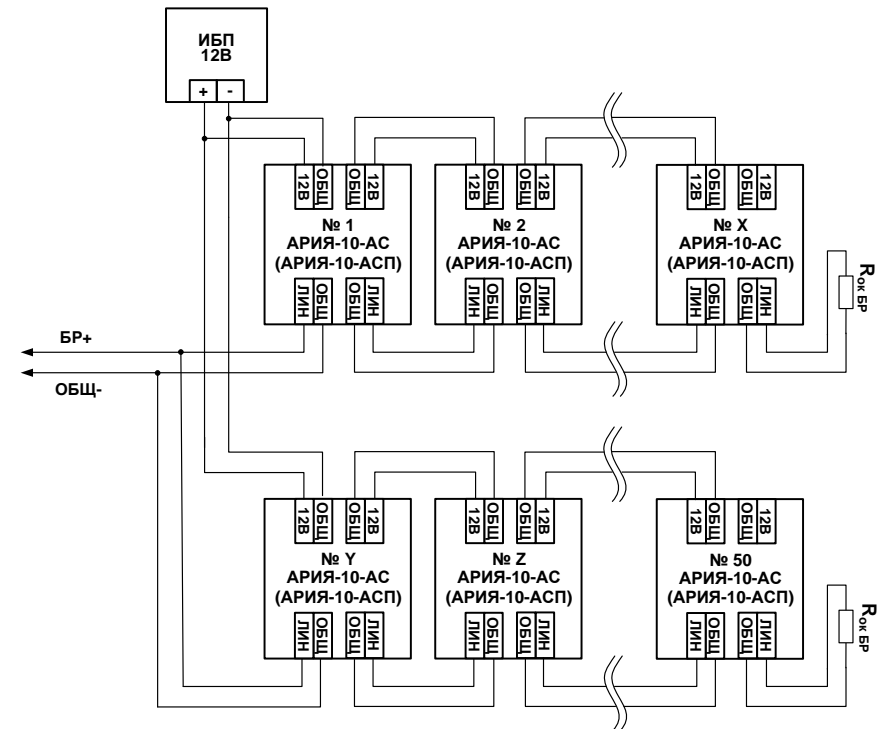 ИБП
12В
+ -
12В ОБЩ ОБЩ 12В
№ 1
АРИЯ-10-АС
(АРИЯ-10-АСП)
ЛИН ОБЩ ОБЩ ЛИН
12В ОБЩ ОБЩ 12В
№ 2
АРИЯ-10-АС
(АРИЯ-10-АСП)
ЛИН ОБЩ ОБЩ ЛИН
12В ОБЩ ОБЩ 12В
№ X
АРИЯ-10-АС
(АРИЯ-10-АСП)
ЛИН ОБЩ ОБЩ ЛИН
Rок БР
БР+
ОБЩ-
12В ОБЩ ОБЩ 12В
№ Y
АРИЯ-10-АС
(АРИЯ-10-АСП)
ЛИН ОБЩ ОБЩ ЛИН
12В ОБЩ ОБЩ 12В
№ Z
АРИЯ-10-АС
(АРИЯ-10-АСП)
ЛИН ОБЩ ОБЩ ЛИН
12В ОБЩ ОБЩ 12В
№ 50
АРИЯ-10-АС
(АРИЯ-10-АСП)
ЛИН ОБЩ ОБЩ ЛИН
Rок БР